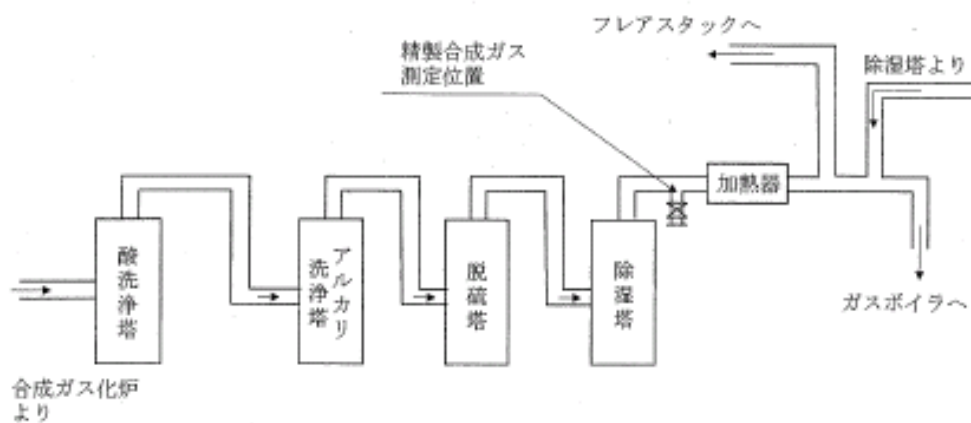 フレアスタックへ
精製合成ガス
測定位置
除湿塔より
加熱器
酸洗浄塔
アルカリ
洗浄塔
脱硫塔
除湿塔
ガスボイラへ
合成ガス化炉
より